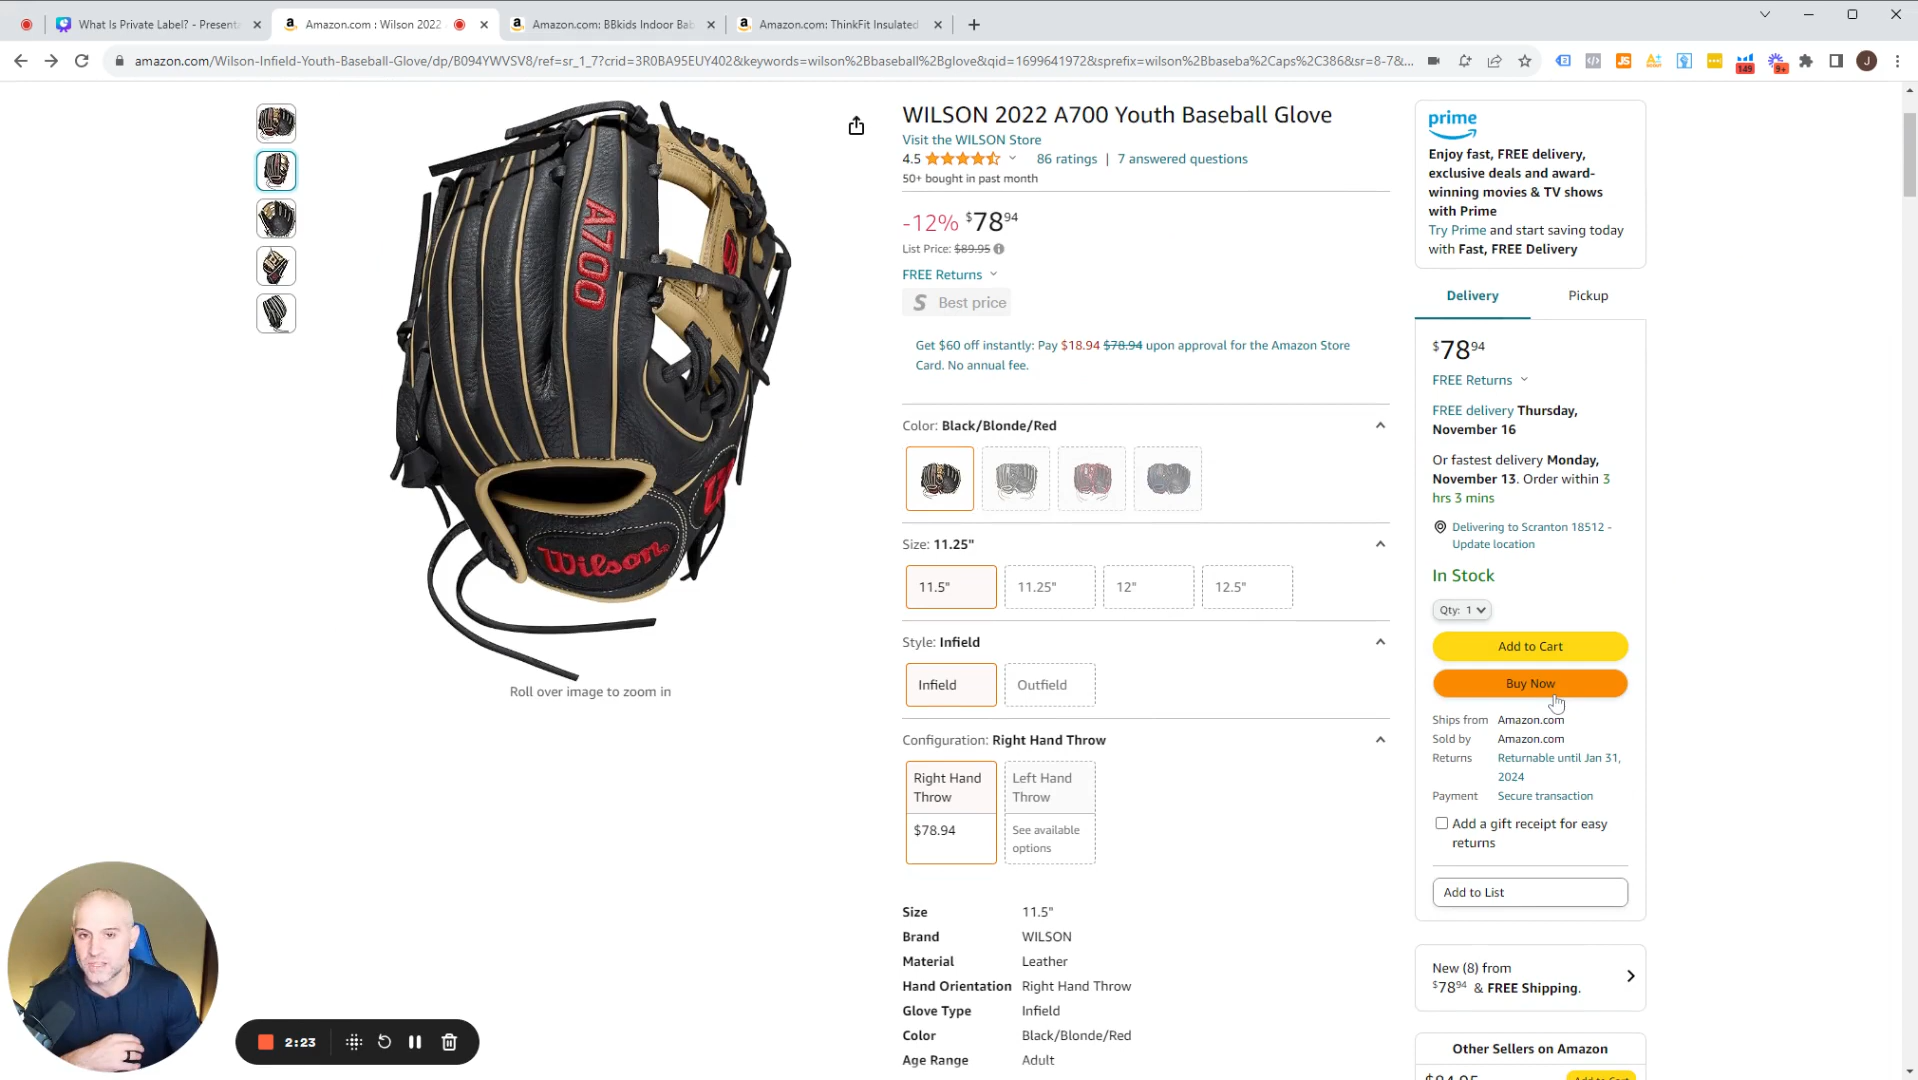 What Is Private Label? - Present
Amazon.com : Wilson 2022
Amazon.com: BBkids Indoor Bab
Amazon.com: ThinkFit Insulated
amazon.com/Wilson-Infield-Youth-Baseball-Glove/dp/B094YWVSV8/ref=sr_1_7?crid=3R0BA95EUY402&keywords=wilson%2Bbaseball%2Bglove&qid=1699641972&sprefix=wilson%2Bbaseba%2Caps%2C386&sr=8-7&...
JS
149
9+
J
A700
Wilson
Roll over image to zoom in
WILSON 2022 A700 Youth Baseball Glove
Visit the WILSON Store
4.5
86 ratings | 7 answered questions
50+ bought in past month
-12% $78 94
List Price: $89.95
FREE Returns
S Best price
Get $60 off instantly: Pay $18.94 $78.94 upon approval for the Amazon Store
Card. No annual fee.
Color: Black/Blonde/Red
Size: 11.25"
11.5" 11.25" 12" 12.5"
Style: Infield
Infield Outfield
Configuration: Right Hand Throw
Right Hand Throw
$78.94
Left Hand Throw
See available options
Size 11.5"
Brand WILSON
Material Leather
Hand Orientation Right Hand Throw
Glove Type Infield
Color Black/Blonde/Red
Age Range Adult
prime
Enjoy fast, FREE delivery,
exclusive deals and award-
winning movies & TV shows
with Prime
Try Prime and start saving today
with Fast, FREE Delivery
Delivery Pickup
$78 94
FREE Returns
FREE delivery Thursday,
November 16
Or fastest delivery Monday,
November 13. Order within 3
hrs 3 mins
Delivering to Scranton 18512 -
Update location
In Stock
Qty: 1
Add to Cart
Buy Now
Ships from Amazon.com
Sold by Amazon.com
Returns Returnable until Jan 31,
2024
Payment Secure transaction
Add a gift receipt for easy
returns
Add to List
New (8) from
$78 94 & FREE Shipping.
Other Sellers on Amazon
2:23